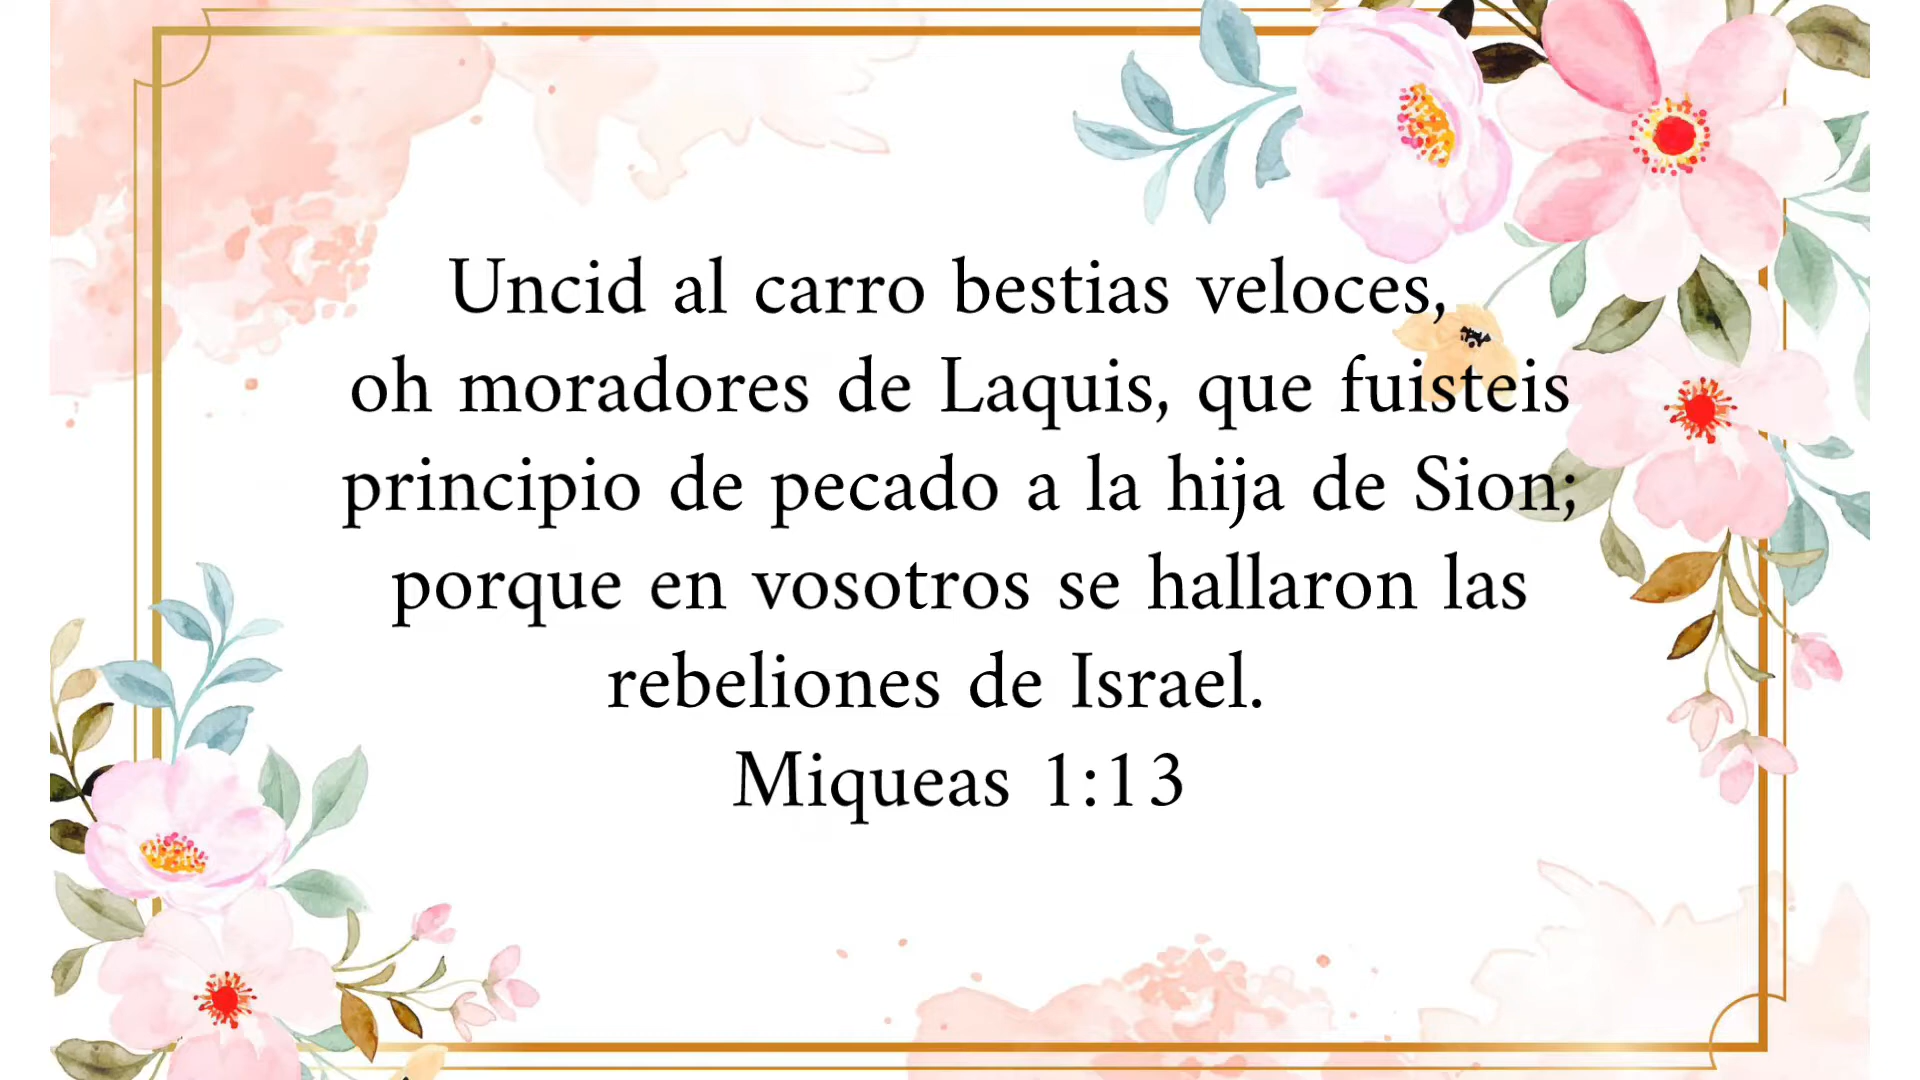 Uncid al carro bestias veloces,
oh moradores de Laquis, que fuisteis
principio de pecado a la hija de Sion;
porque en vosotros se hallaron las
rebeliones de Israel.
Miqueas 1:13